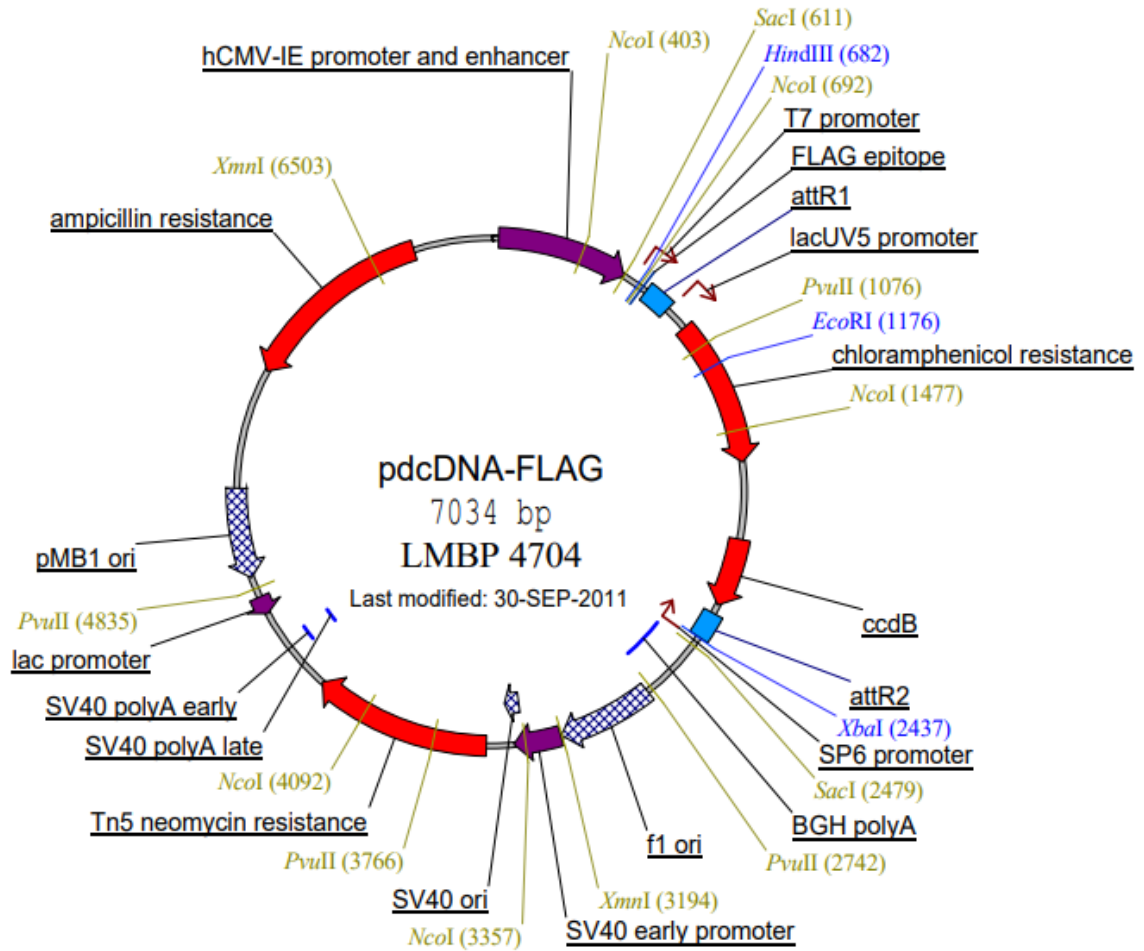 SacI (611)
NcoI (403)
HindIII (682)
hCMV-IE promoter and enhancer
NcoI (692)
T7 promoter
FLAG epitope
XmnI (6503)
attR1
ampicillin resistance
lacUV5 promoter
PvuII (1076)
EcoRI (1176)
chloramphenicol resistance
NcoI (1477)
pdcDNA-FLAG
7034 bp
LMBP 4704
pMB1 ori
Last modified: 30-SEP-2011
PvuII (4835)
ccdB
lac promoter
attR2
SV40 polyA early
XbaI (2437)
SV40 polyA late
SP6 promoter
NcoI (4092)
SacI (2479)
Tn5 neomycin resistance
BGH polyA
f1 ori
PvuII (3766)
PvuII (2742)
SV40 ori
XmnI (3194)
NcoI (3357)
SV40 early promoter